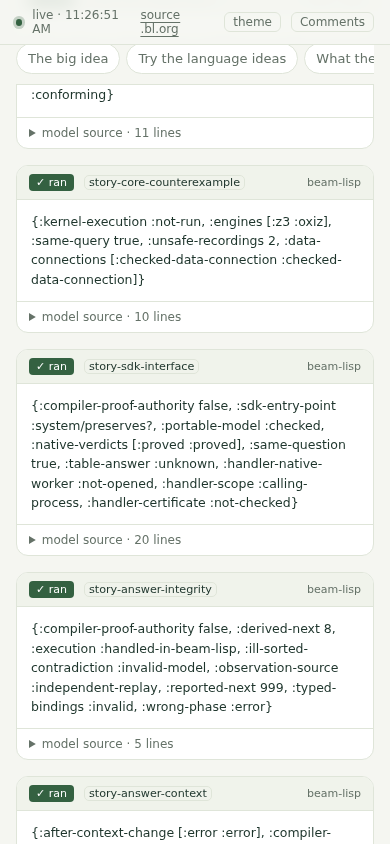 live · 11:26:51 AM
source.bl.org
theme
Comments
The big idea
Try the language ideas
What the
:conforming}
▶ model source · 11 lines
✓ ran story-core-counterexample beam-lisp
{:kernel-execution :not-run, :engines [:z3 :oxiz],
:same-query true, :unsafe-recordings 2, :data-
connections [:checked-data-connection :checked-
data-connection]}
▶ model source · 10 lines
✓ ran story-sdk-interface beam-lisp
{:compiler-proof-authority false, :sdk-entry-point
:system/preserves?, :portable-model :checked,
:native-verdicts [:proved :proved], :same-question
true, :table-answer :unknown, :handler-native-
worker :not-opened, :handler-scope :calling-
process, :handler-certificate :not-checked}
▶ model source · 20 lines
✓ ran story-answer-integrity beam-lisp
{:compiler-proof-authority false, :derived-next 8,
:execution :handled-in-beam-lisp, :ill-sorted-
contradiction :invalid-model, :observation-source
:independent-replay, :reported-next 999, :typed-
bindings :invalid, :wrong-phase :error}
▶ model source · 5 lines
✓ ran story-answer-context beam-lisp
{:after-context-change [:error :error], :compiler-